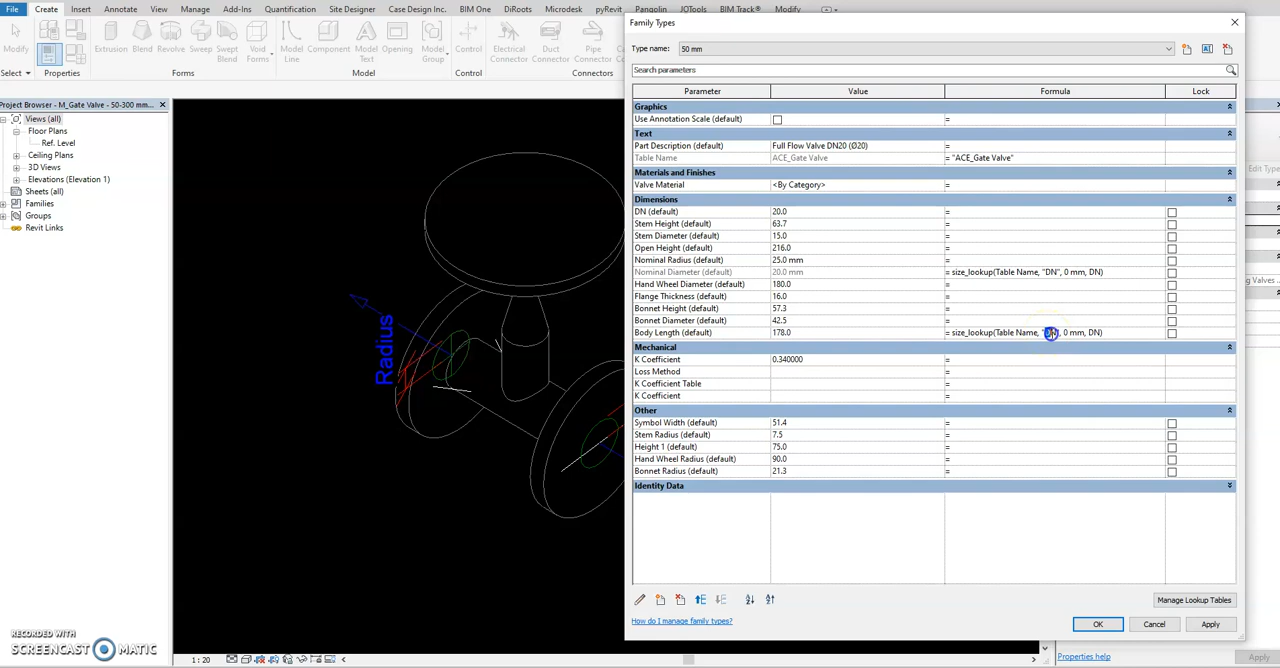 File Create Insert Annotate View Manage Add-Ins Quantification Site Designer Case Design Inc. BIM One DiRoots Microdesk pyRevit Pangolin JQTools BIM Track® Modify
Modify Extrusion Blend Revolve Sweep Swept Blend Void Forms Model Line Component Model Text Opening Model Group Control Electrical Connector Duct Connector Pipe Connector
Select Properties Forms Model Control Connectors
Project Browser - M_Gate Valve - 50-300 mm...
Views (all)
Floor Plans
Ref. Level
Ceiling Plans
3D Views
Elevations (Elevation 1)
Sheets (all)
Families
Groups
Revit Links
Radius
Family Types
Type name: 50 mm
Search parameters
Parameter Value Formula Lock
Graphics
Use Annotation Scale (default) =
Text
Part Description (default) Full Flow Valve DN20 (Ø20) =
Table Name ACE_Gate Valve = "ACE_Gate Valve"
Materials and Finishes
Valve Material <By Category> =
Dimensions
DN (default) 20.0 =
Stem Height (default) 63.7 =
Stem Diameter (default) 15.0 =
Open Height (default) 216.0 =
Nominal Radius (default) 25.0 mm =
Nominal Diameter (default) 20.0 mm = size_lookup(Table Name, "DN", 0 mm, DN)
Hand Wheel Diameter (default) 180.0 =
Flange Thickness (default) 16.0 =
Bonnet Height (default) 57.3 =
Bonnet Diameter (default) 42.5 =
Body Length (default) 178.0 = size_lookup(Table Name, "DN", 0 mm, DN)
Mechanical
K Coefficient 0.340000 =
Loss Method =
K Coefficient Table =
K Coefficient =
Other
Symbol Width (default) 51.4 =
Stem Radius (default) 7.5 =
Height 1 (default) 75.0 =
Hand Wheel Radius (default) 90.0 =
Bonnet Radius (default) 21.3 =
Identity Data
Manage Lookup Tables
How do I manage family types?
OK Cancel Apply
Edit Type
ng Valves
RECORDED WITH
SCREENCAST MATIC
1 : 20
Properties help
Apply